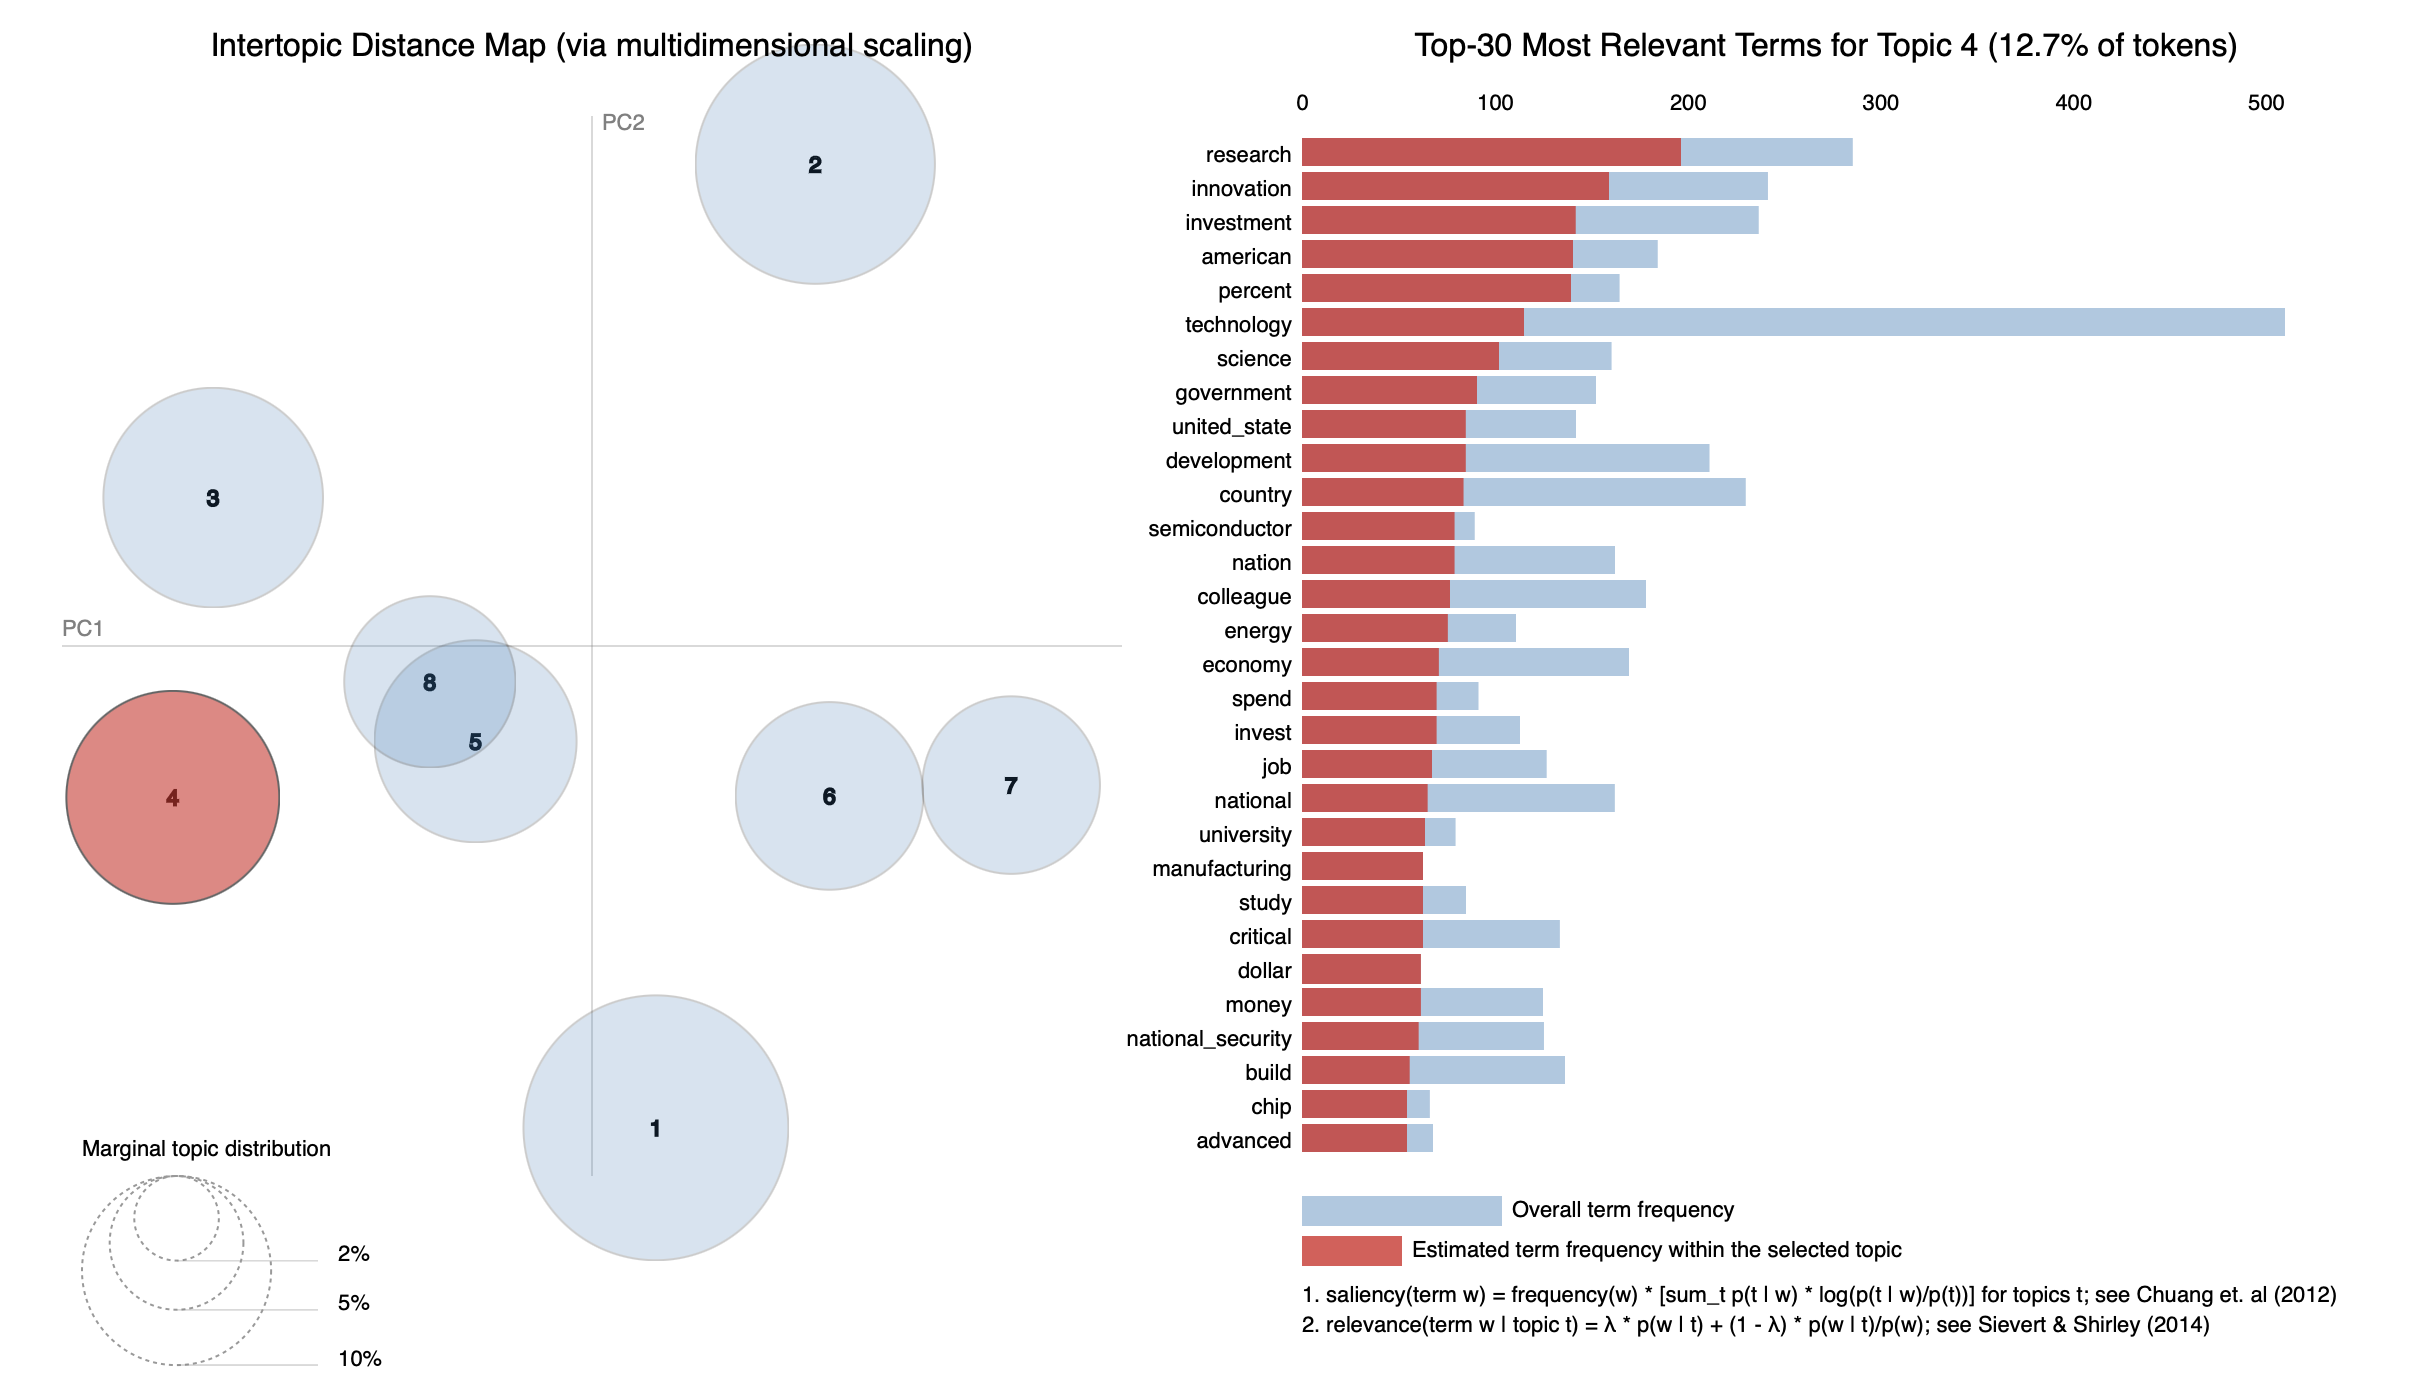 Intertopic Distance Map (via multidimensional scaling)
PC2
2
3
PC1
8
5
4
6
7
1
Marginal topic distribution
2%
5%
10%
Top-30 Most Relevant Terms for Topic 4 (12.7% of tokens)
0 100 200 300 400 500
research
innovation
investment
american
percent
technology
science
government
united_state
development
country
semiconductor
nation
colleague
energy
economy
spend
invest
job
national
university
manufacturing
study
critical
dollar
money
national_security
build
chip
advanced
Overall term frequency
Estimated term frequency within the selected topic
1. saliency(term w) = frequency(w) * [sum_t p(t | w) * log(p(t | w)/p(t))] for topics t; see Chuang et. al (2012)
2. relevance(term w | topic t) = λ * p(w | t) + (1 - λ) * p(w | t)/p(w); see Sievert & Shirley (2014)